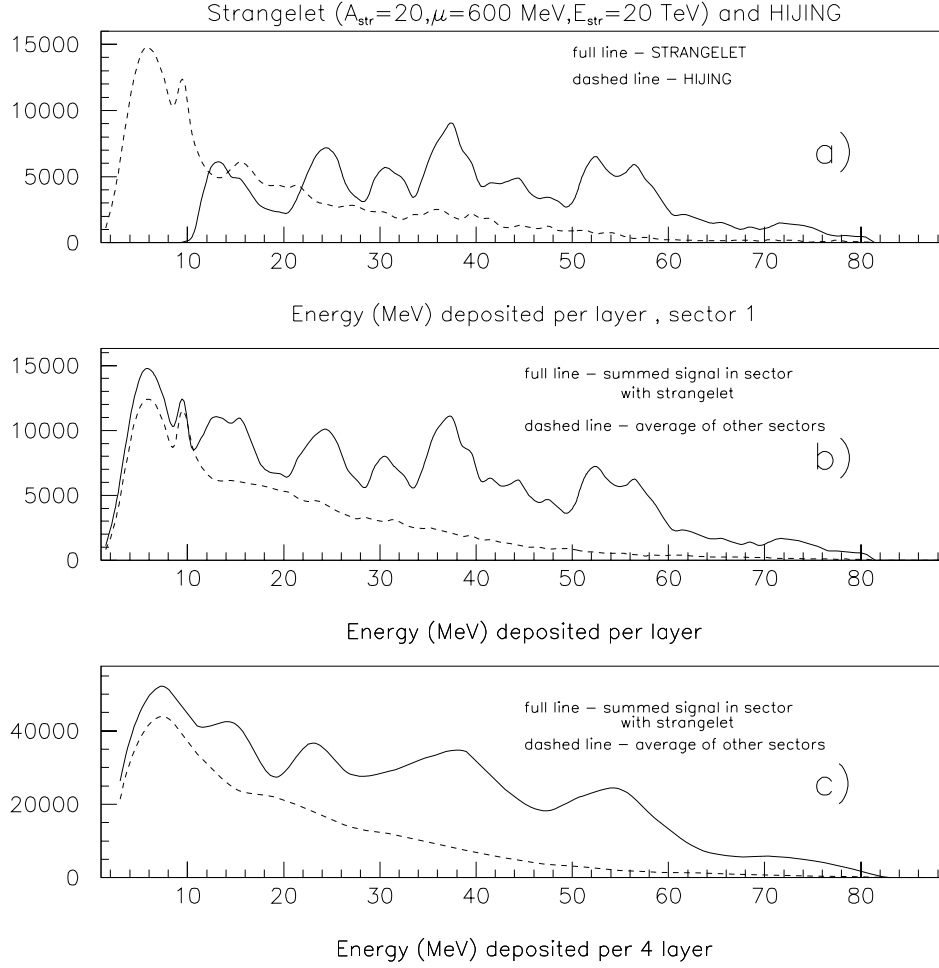 Strangelet (A_str=20,μ=600 MeV,E_str=20 TeV) and HIJING
15000
10000
5000
0
full line – STRANGELET
dashed line – HIJING
a)
10 20 30 40 50 60 70 80
Energy (MeV) deposited per layer , sector 1
15000
10000
5000
0
full line – summed signal in sector
with strangelet
dashed line – average of other sectors
b)
10 20 30 40 50 60 70 80
Energy (MeV) deposited per layer
40000
20000
0
full line – summed signal in sector
with strangelet
dashed line – average of other sectors
c)
10 20 30 40 50 60 70 80
Energy (MeV) deposited per 4 layer